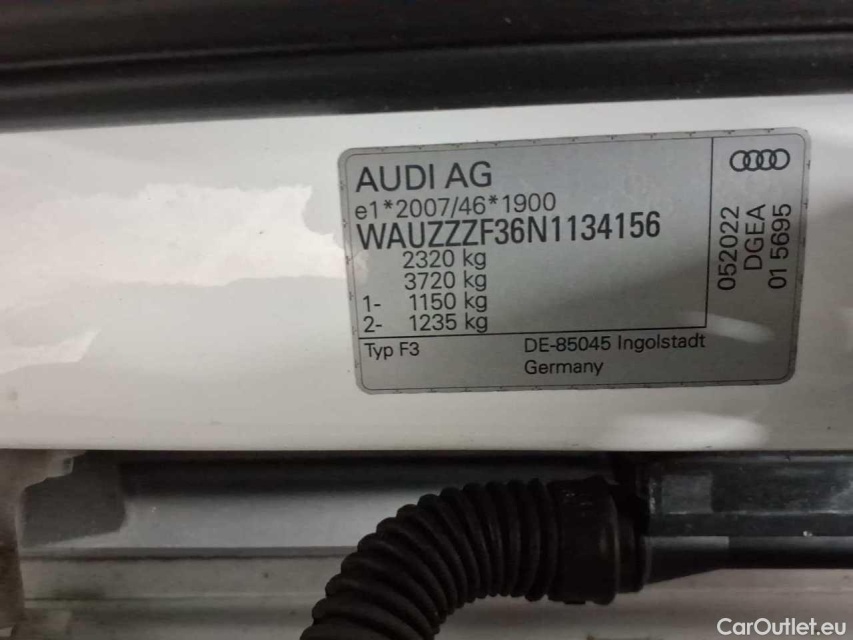 AUDI AG
e1*2007/46*1900
WAUZZZF36N1134156
2320 kg
3720 kg
1- 1150 kg
2- 1235 kg
Typ F3
DE-85045 Ingolstadt
Germany
052022
DGEA
01 5695
CarOutlet.eu